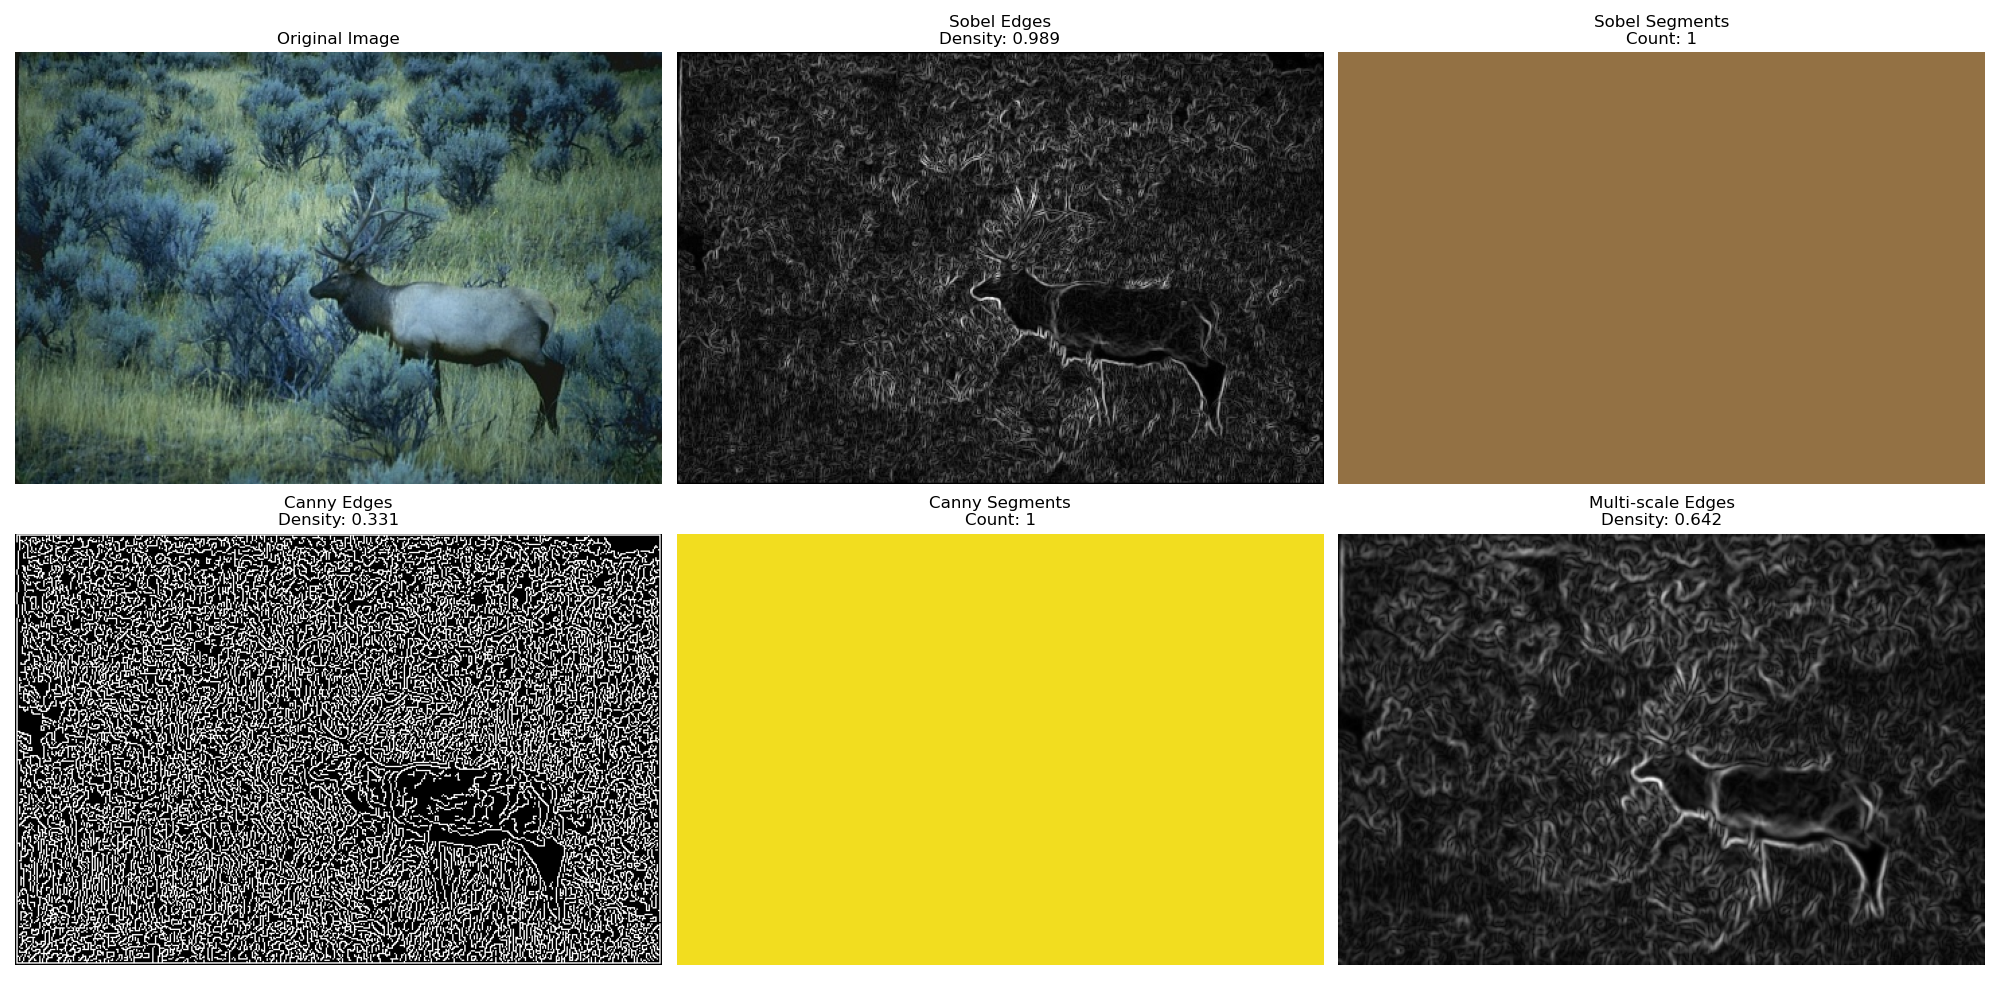 Original Image
Sobel Edges
Density: 0.989
Sobel Segments
Count: 1
Canny Edges
Density: 0.331
Canny Segments
Count: 1
Multi-scale Edges
Density: 0.642